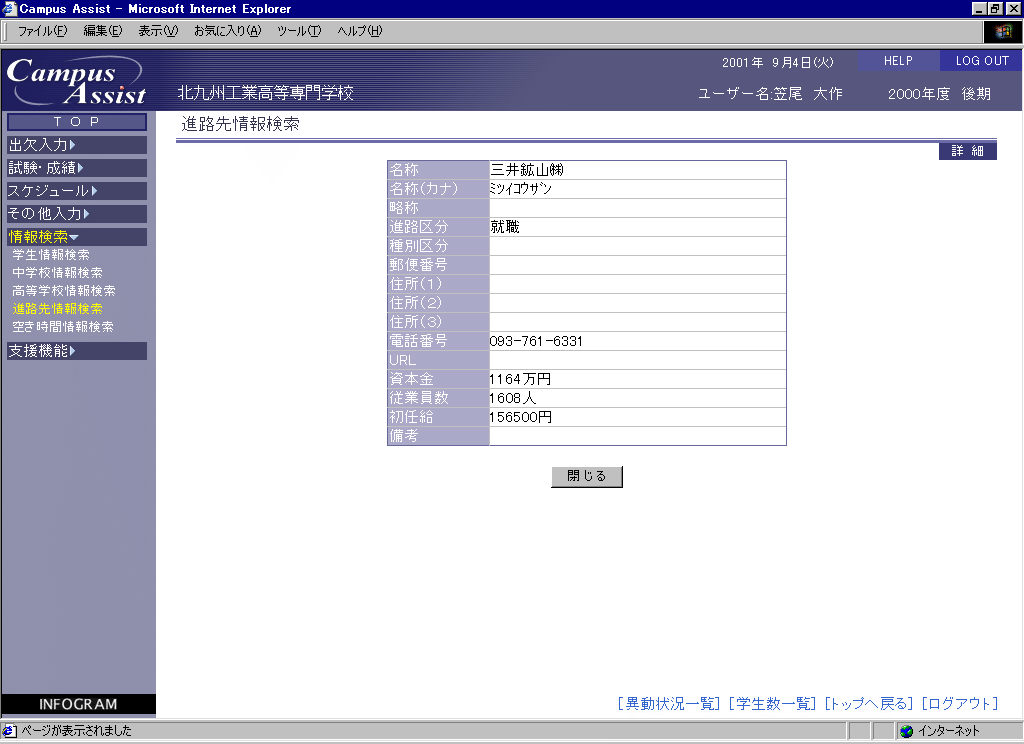 Campus Assist - Microsoft Internet Explorer
ファイル(F) 編集(E) 表示(V) お気に入り(A) ツール(T) ヘルプ(H)
Campus Assist
2001年 9月4日(火) HELP LOG OUT
北九州工業高等専門学校 ユーザー名:笠尾 大作 2000年度 後期
TOP
出欠入力
試験・成績
スケジュール
その他入力
情報検索
学生情報検索
中学校情報検索
高等学校情報検索
進路先情報検索
空き時間情報検索
支援機能
INFOGRAM
進路先情報検索
詳 細
名称 三井鉱山㈱
名称(カナ) ﾐﾂｲｺｳｻﾞﾝ
略称
進路区分 就職
種別区分
郵便番号
住所(1)
住所(2)
住所(3)
電話番号 093-761-6331
URL
資本金 1164万円
従業員数 1608人
初任給 156500円
備考
閉じる
[異動状況一覧] [学生数一覧] [トップへ戻る] [ログアウト]
ページが表示されました インターネット